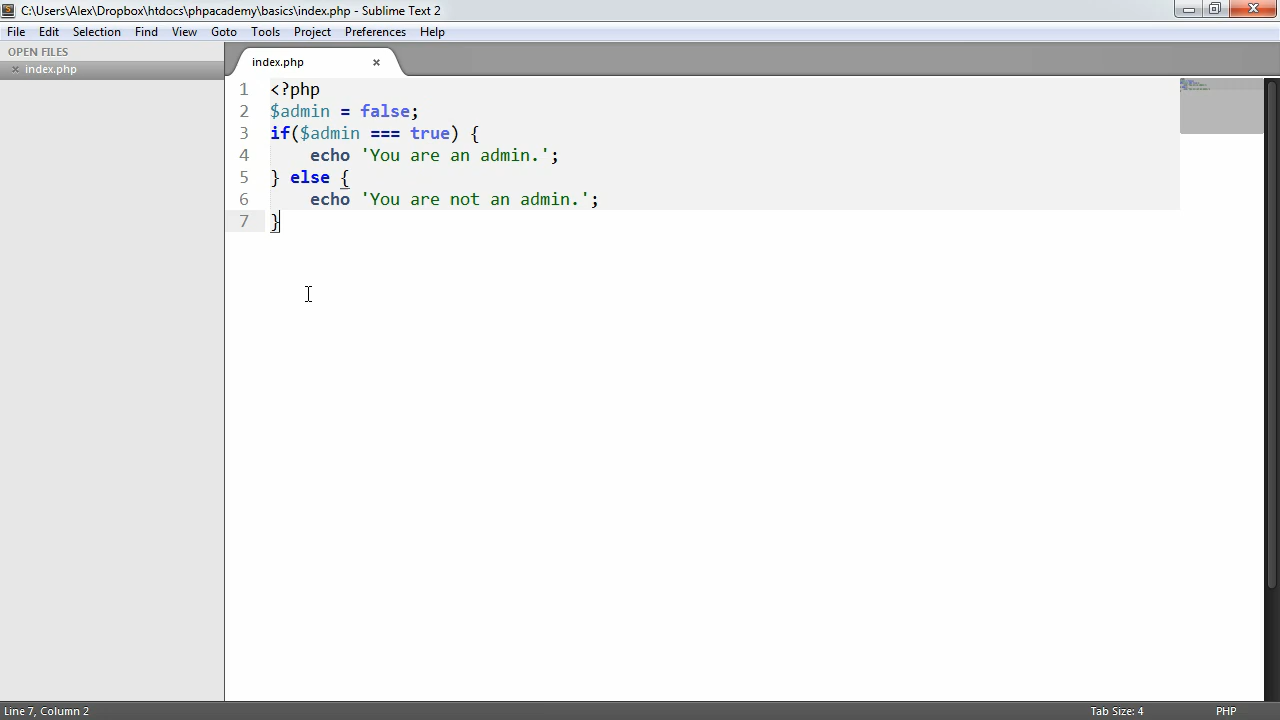 C:\Users\Alex\Dropbox\htdocs\phpacademy\basics\index.php - Sublime Text 2
File Edit Selection Find View Goto Tools Project Preferences Help
OPEN FILES
index.php
index.php
1 <?php
2 $admin = false;
3 if($admin === true) {
4     echo 'You are an admin.';
5 } else {
6     echo 'You are not an admin.';
7 }
Line 7, Column 2
Tab Size: 4
PHP